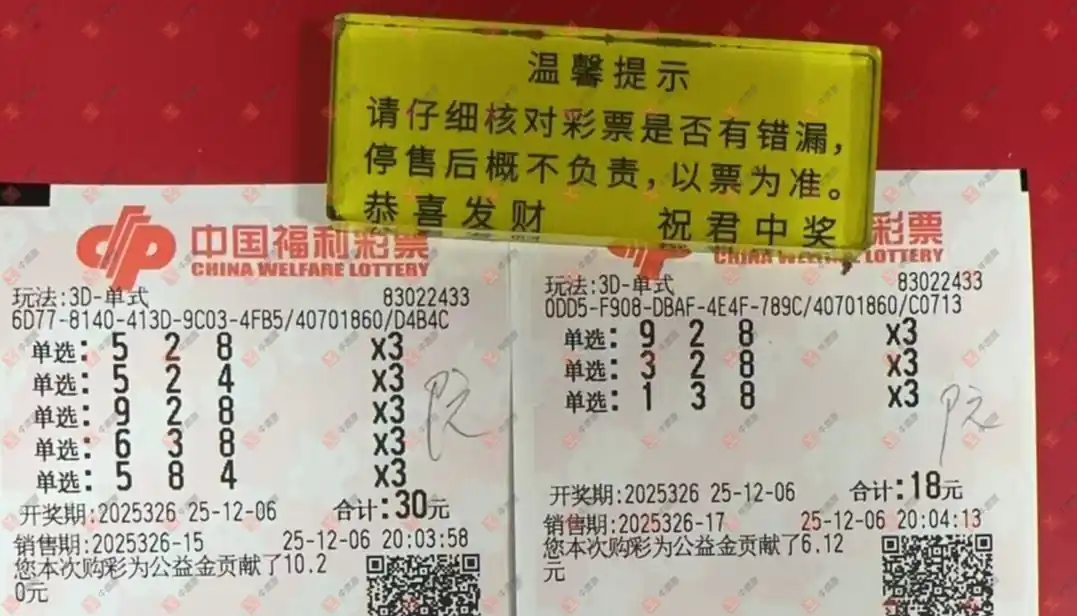 温馨提示
请仔细核对彩票是否有错漏，
停售后概不负责，以票为准。
恭喜发财 祝君中奖
中国福利彩票
CHINA WELFARE LOTTERY
玩法:3D-单式 83022433
6D77-8140-413D-9C03-4FB5/40701860/D4B4C
单选: 5 2 8 x3
单选: 5 2 4 x3
单选: 9 2 8 x3
单选: 6 3 8 x3
单选: 5 8 4 x3
开奖期:2025326 25-12-06 合计:30元
销售期:2025326-15 25-12-06 20:03:58
您本次购彩为公益金贡献了10.2
0元
彩票
LOTTERY
玩法:3D-单式 83022433
0DD5-F908-DBAF-4E4F-789C/40701860/C0713
单选: 9 2 8 x3
单选: 3 2 8 x3
单选: 1 3 8 x3
开奖期:2025326 25-12-06 合计:18元
销售期:2025326-17 25-12-06 20:04:13
您本次购彩为公益金贡献了6.12
元